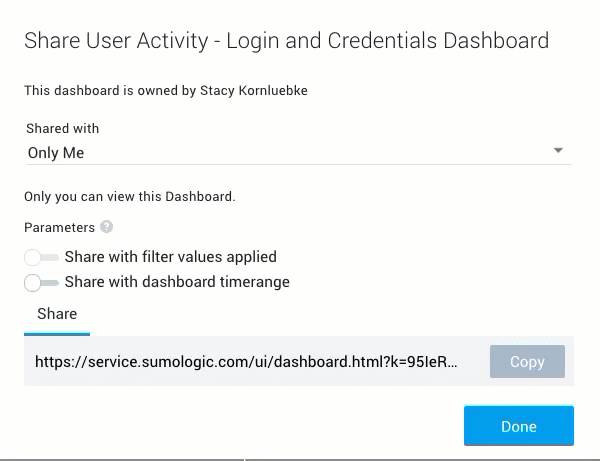 Share User Activity - Login and Credentials Dashboard
This dashboard is owned by Stacy Kornluebke
Shared with
Only Me
Only you can view this Dashboard.
Parameters ?
Share with filter values applied
Share with dashboard timerange
Share
https://service.sumologic.com/ui/dashboard.html?k=95IeR... Copy
Done